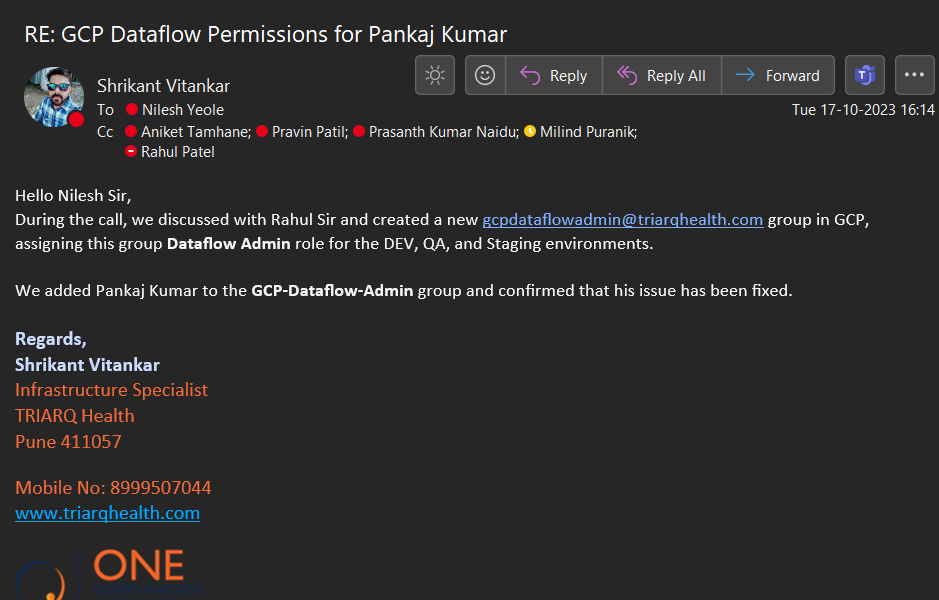 RE: GCP Dataflow Permissions for Pankaj Kumar
Shrikant Vitankar
Reply
Reply All
Forward
To Nilesh Yeole
Tue 17-10-2023 16:14
Cc Aniket Tamhane; Pravin Patil; Prasanth Kumar Naidu; Milind Puranik;
Rahul Patel
Hello Nilesh Sir,
During the call, we discussed with Rahul Sir and created a new gcpdataflowadmin@triarqhealth.com group in GCP,
assigning this group Dataflow Admin role for the DEV, QA, and Staging environments.
We added Pankaj Kumar to the GCP-Dataflow-Admin group and confirmed that his issue has been fixed.
Regards,
Shrikant Vitankar
Infrastructure Specialist
TRIARQ Health
Pune 411057
Mobile No: 8999507044
www.triarqhealth.com
ONE